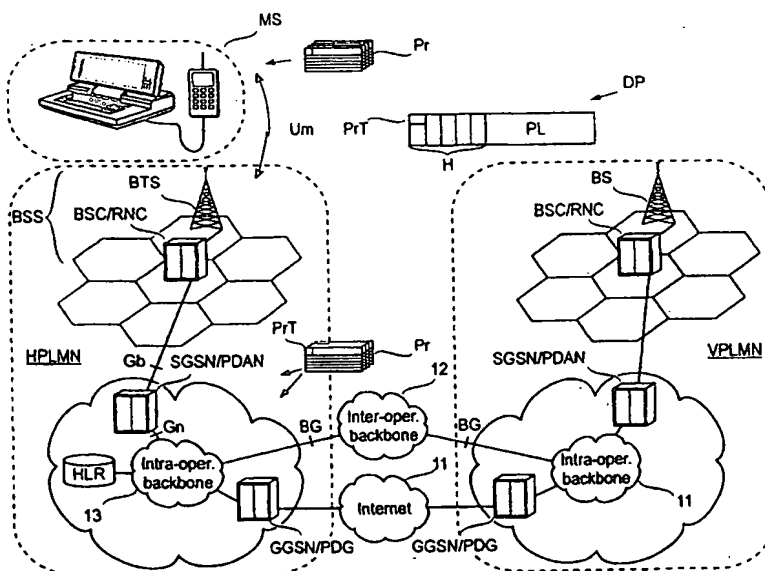 MS
Pr
DP
PrT
PL
H
Um
BTS
BS
BSS
BSC/RNC
BSC/RNC
PrT
Pr
HPLMN
Gb
SGSN/PDAN
12
SGSN/PDAN
VPLMN
Gn
BG
Inter-oper.
backbone
BG
HLR
Intra-oper.
backbone
11
Intra-oper.
backbone
13
Internet
11
GGSN/PDG
GGSN/PDG